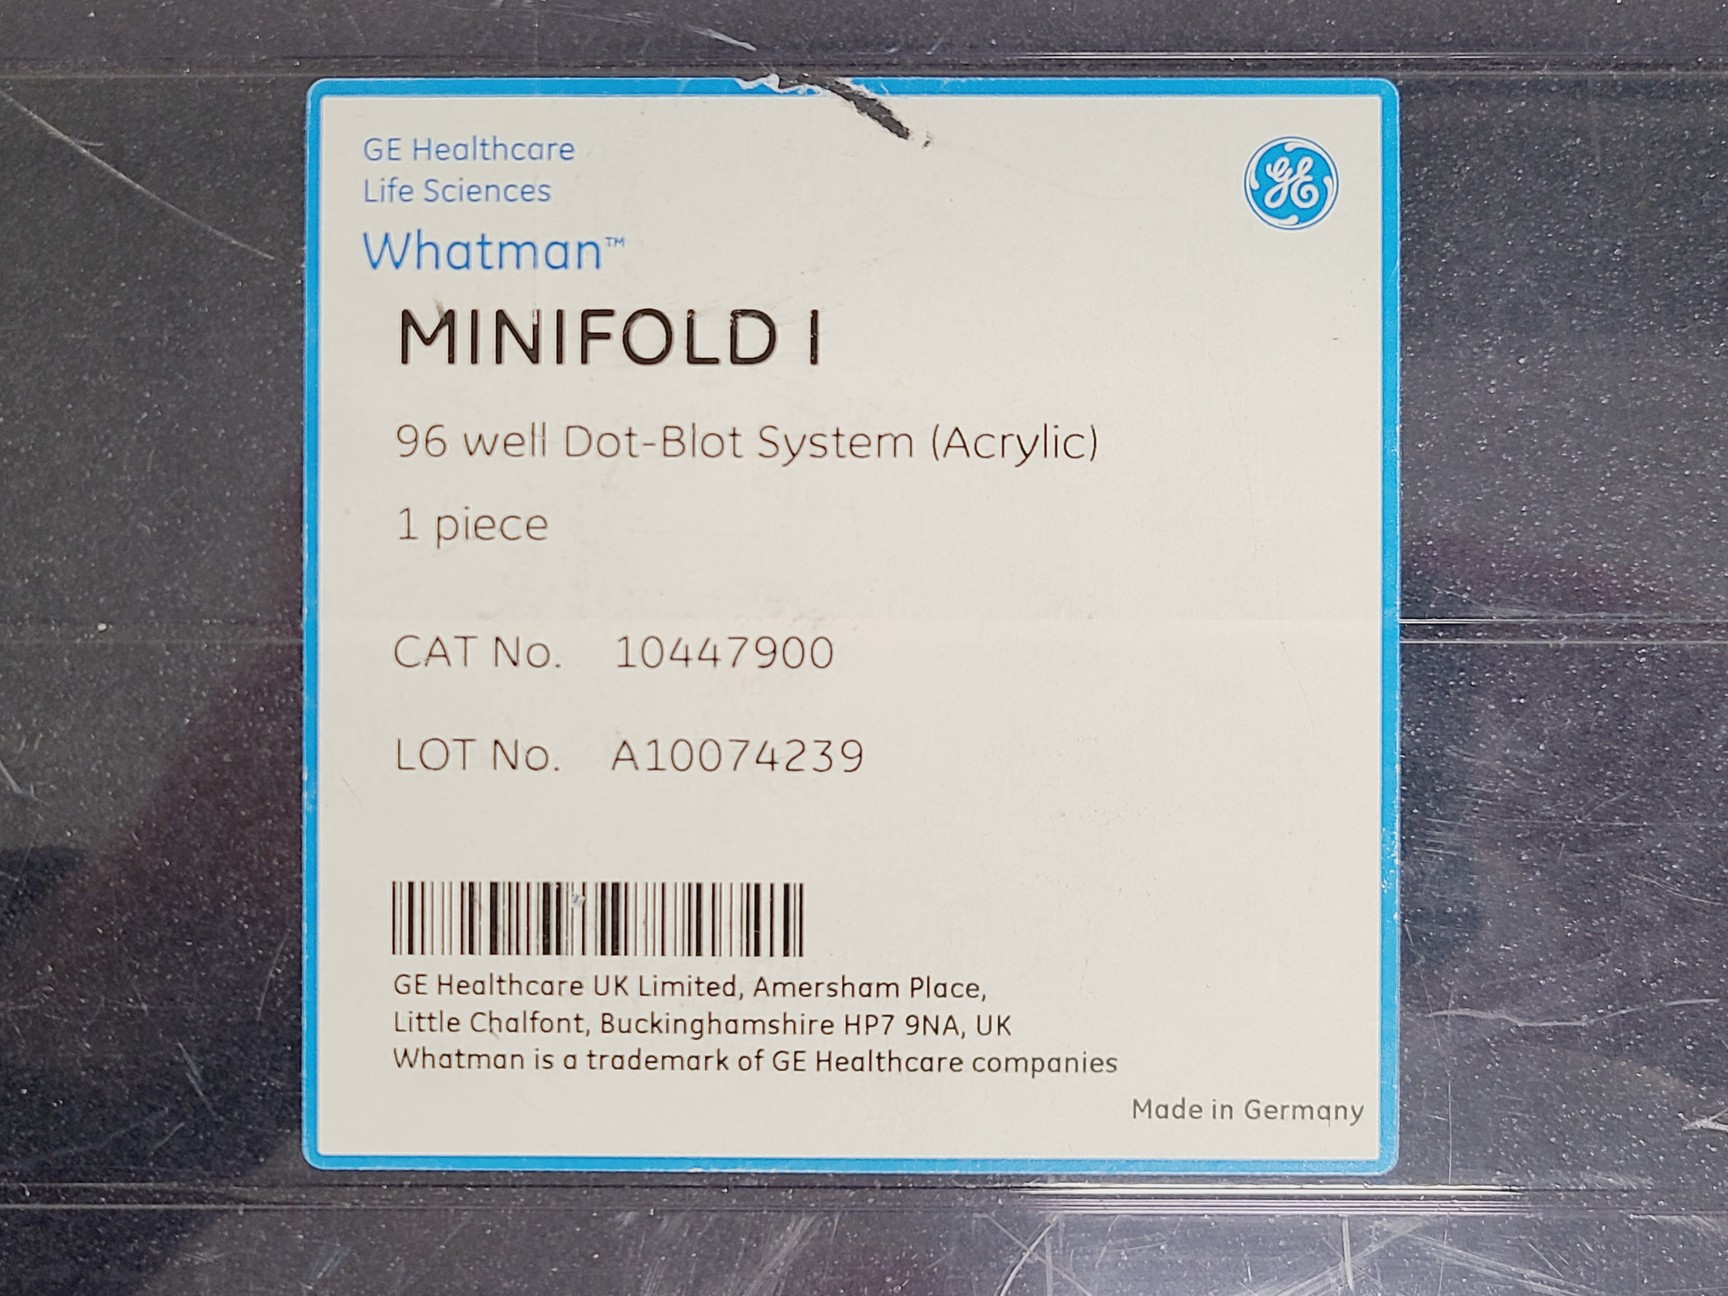 GE Healthcare
Life Sciences
Whatman™
GE
MINIFOLD I
96 well Dot-Blot System (Acrylic)
1 piece
CAT No. 10447900
LOT No. A10074239
GE Healthcare UK Limited, Amersham Place,
Little Chalfont, Buckinghamshire HP7 9NA, UK
Whatman is a trademark of GE Healthcare companies
Made in Germany